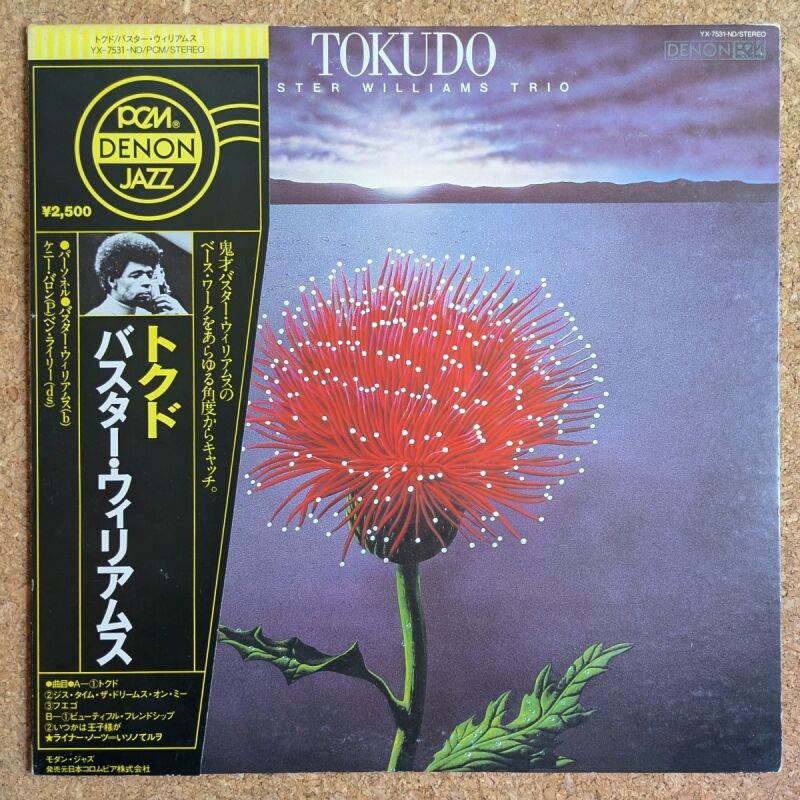 トクド/バスター・ウィリアムス
YX-7531-ND/PCM/STEREO
PCM®
DENON
JAZZ
¥2,500
TOKUDO
STER WILLIAMS TRIO
YX-7531-ND/STEREO
DENON PCM
鬼才バスター・ウィリアムスの
ベース・ワークをあらゆる角度からキャッチ。
●パーソネル●バスター・ウィリアムス(b)
ケニー・バロン(P)ベン・ライリー(ds)
トクド
バスター・ウィリアムス
●曲目●A—①トクド
②ジス・タイム・ザ・ドリームス・オン・ミー
③フエゴ
B—①ビューティフル・フレンドシップ
②いつかは王子様が
★ライナー・ノーツ=いソノてルヲ
モダン・ジャズ
発売元日本コロムビア株式会社